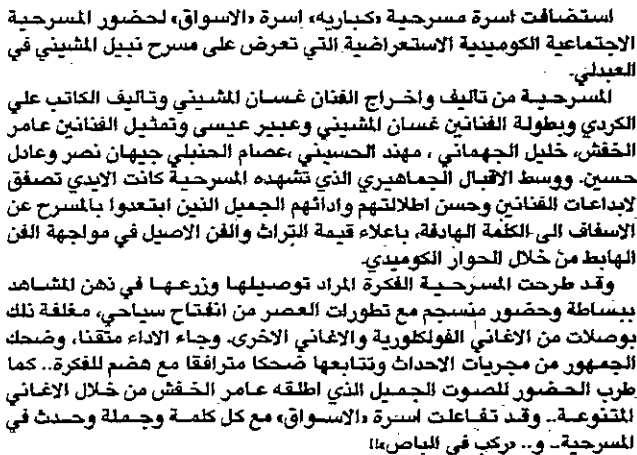 استضافت اسرة مسرحية «كباريه» اسرة «الاسواق» لحضور المسرحية
الاجتماعية الكوميدية الاستعراضية التي تعرض على مسرح نبيل المشيني في
العبدلي.
المسرحية من تأليف واخراج الفنان غسان المشيني وتاليف الكاتب علي
الكردي وبطولة الفنانين غسان المشيني وعبير عيسى وتمثيل الفنانين عامر
الخفش، خليل الجهماني ، مهند الحسيني ،عصام الحنبلي جيهان نصر وعادل
حسين. ووسط الاقبال الجماهيري الذي تشهده المسرحية كانت الايدي تصفق
لابداعات الفنانين وحسن اطلالتهم وادائهم الجميل الذين ابتعدوا بالمسرح عن
الاسفاف الى الكلمة الهادفة، باعلاء قيمة التراث والفن الاصيل في مواجهة الفن
الهابط من خلال الحوار الكوميدي.
وقد طرحت المسرحية الفكرة المراد توصيلها وزرعها في ذهن المشاهد
ببساطة وحضور منسجم مع تطورات العصر من انفتاح سياحي، مغلفة ذلك
بوصلات من الاغاني الفولكلورية والاغاني الاخرى. وجاء الاداء متقنا، وضحك
الجمهور من مجريات الاحداث وتتابعها ضحكا مترافقا مع هضم للفكرة.. كما
طرب الحضور للصوت الجميل الذي اطلقه عامر الخفش من خلال الاغاني
المتنوعة.. وقد تفاعلت اسرة «الاسواق» مع كل كلمة وجملة وحدث في
المسرحية.. و.. «ركب في الباص»!!